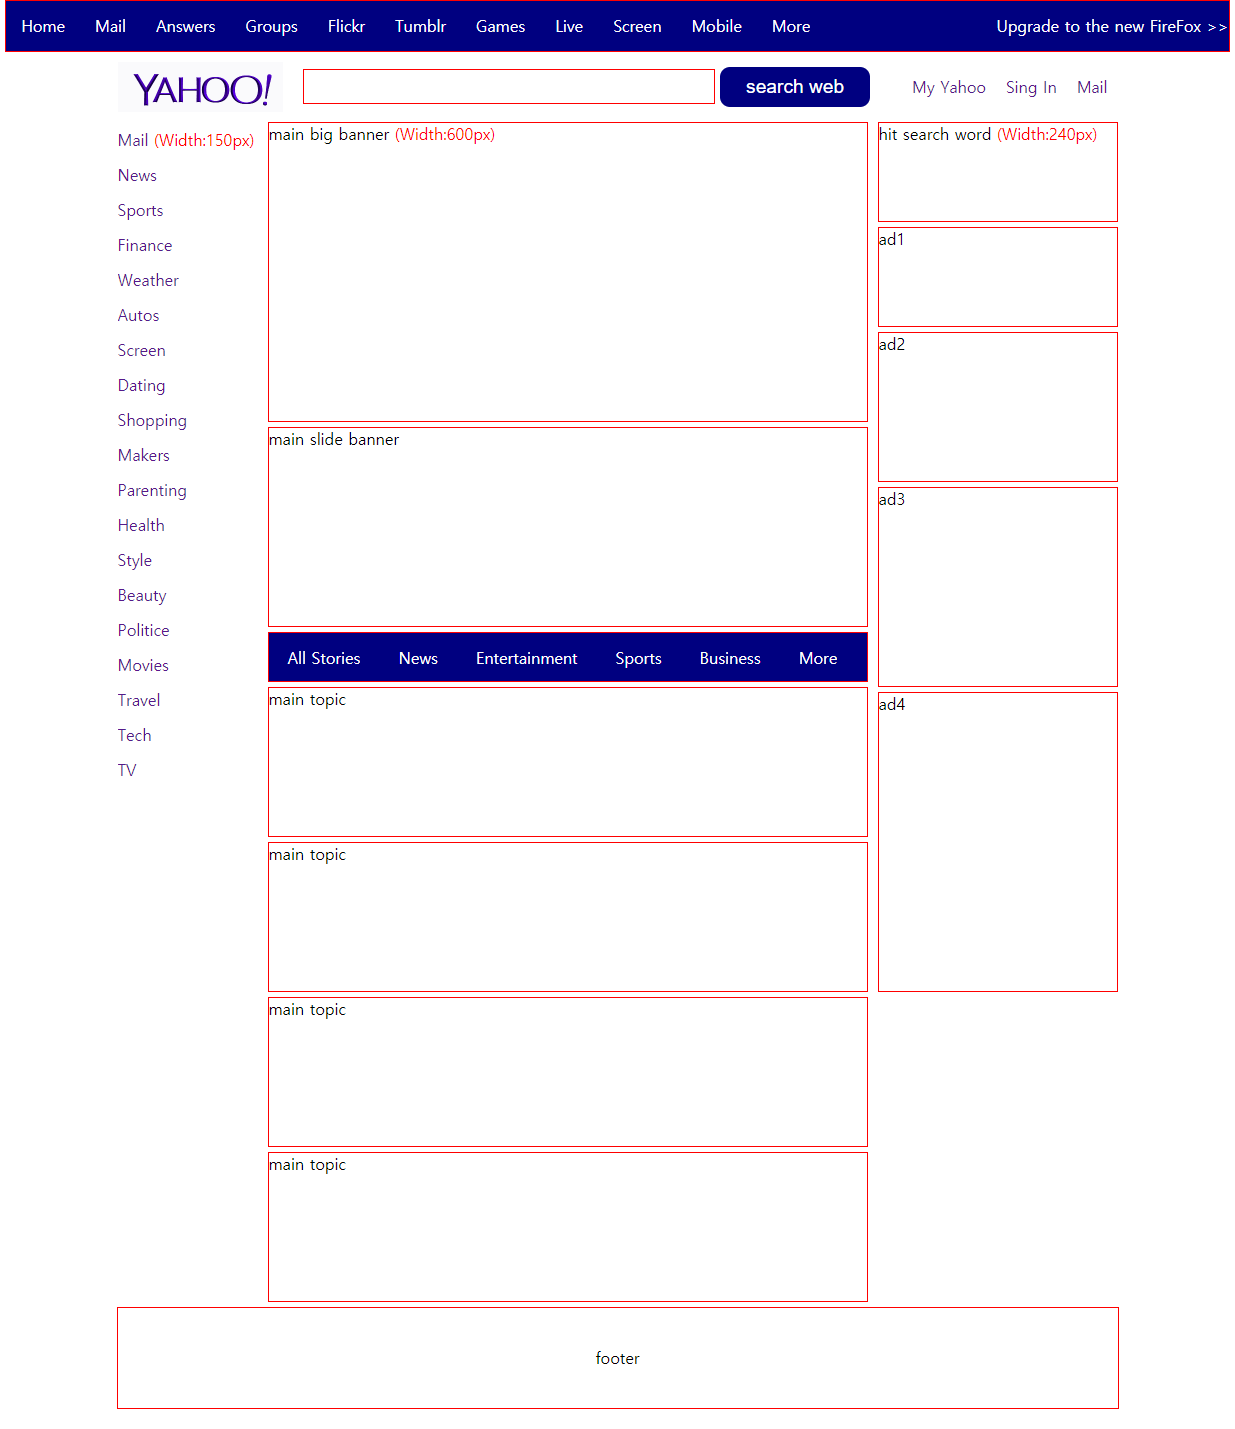 Home Mail Answers Groups Flickr Tumblr Games Live Screen Mobile More Upgrade to the new FireFox >>
YAHOO! search web My Yahoo Sing In Mail
Mail (Width:150px)
News
Sports
Finance
Weather
Autos
Screen
Dating
Shopping
Makers
Parenting
Health
Style
Beauty
Politice
Movies
Travel
Tech
TV
main big banner (Width:600px)
main slide banner
All Stories News Entertainment Sports Business More
main topic
main topic
main topic
main topic
hit search word (Width:240px)
ad1
ad2
ad3
ad4
footer